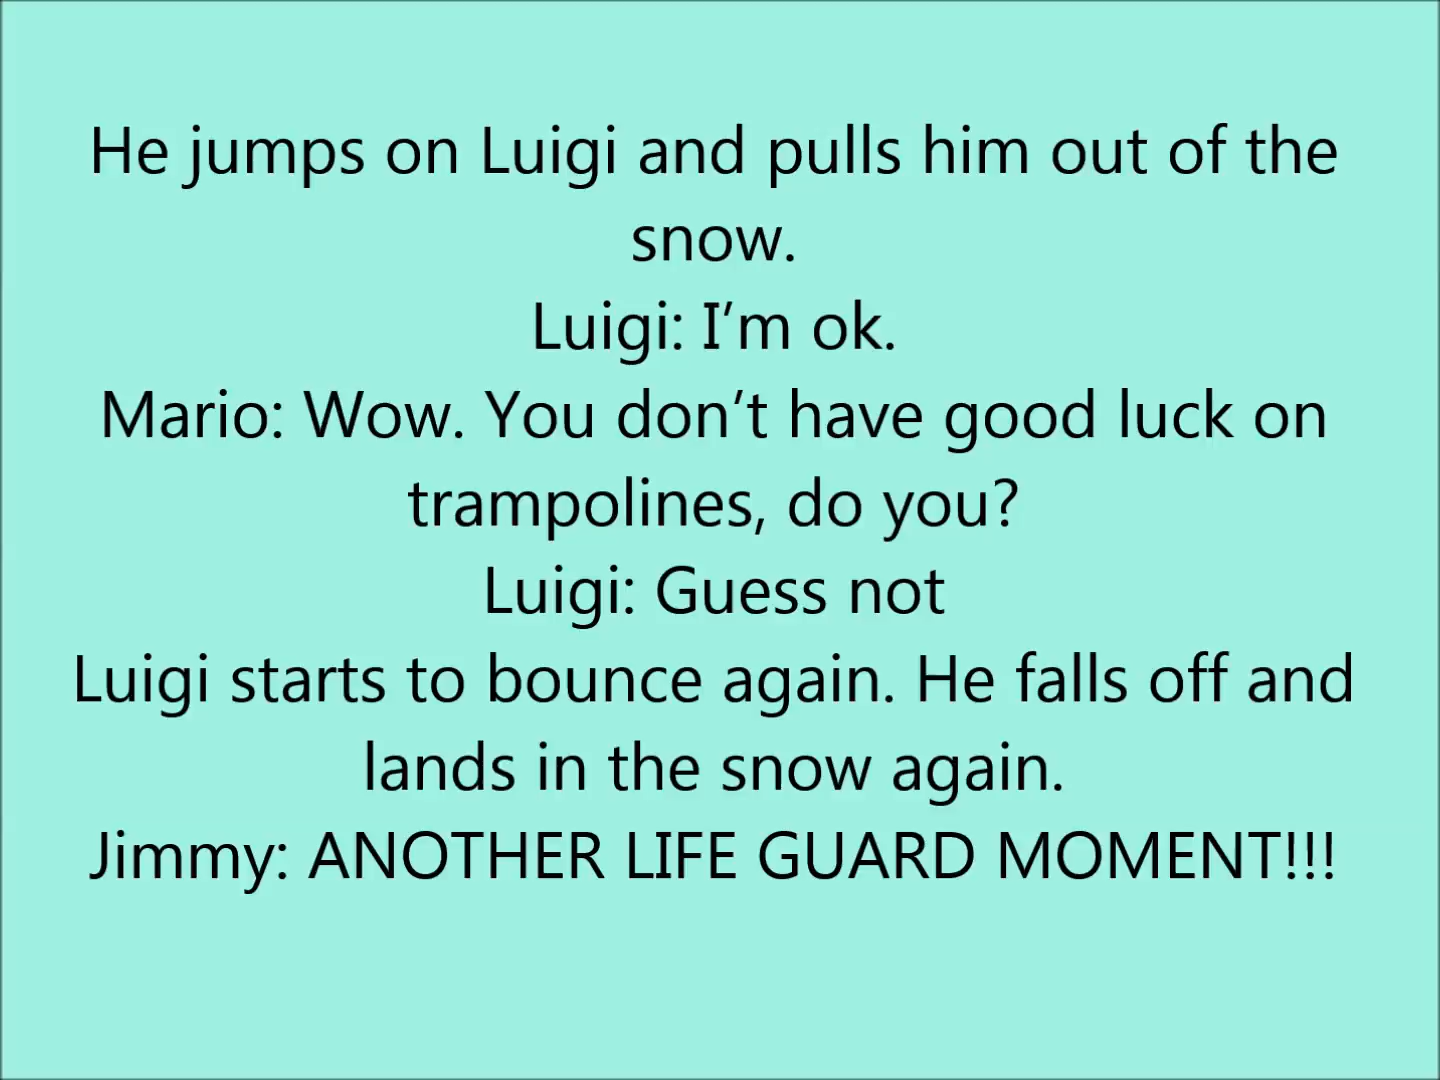 He jumps on Luigi and pulls him out of the
snow.
Luigi: I’m ok.
Mario: Wow. You don’t have good luck on
trampolines, do you?
Luigi: Guess not
Luigi starts to bounce again. He falls off and
lands in the snow again.
Jimmy: ANOTHER LIFE GUARD MOMENT!!!